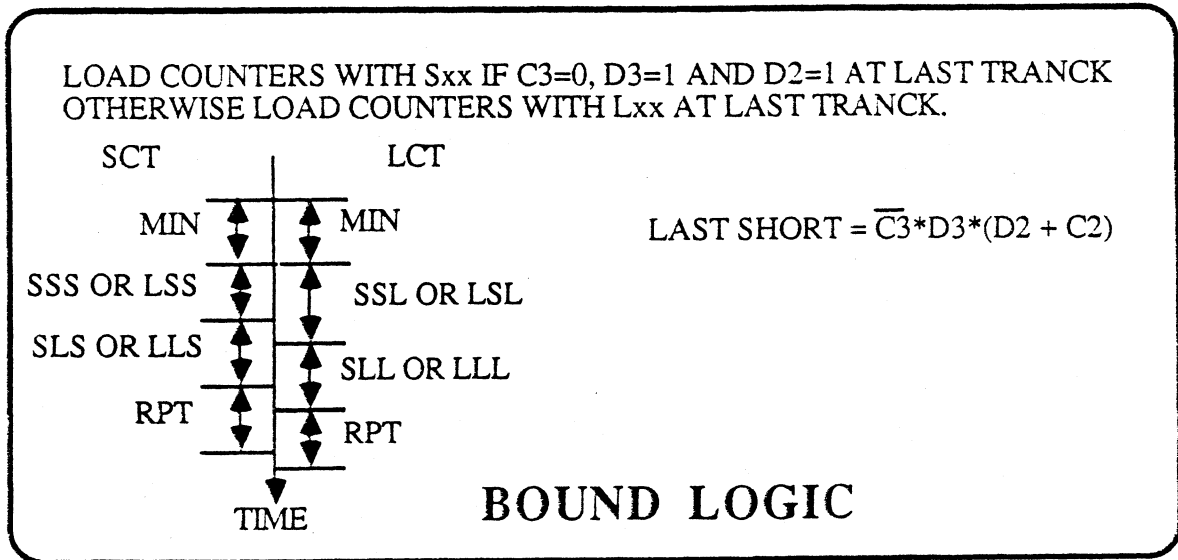 LOAD COUNTERS WITH Sxx IF C3=0, D3=1 AND D2=1 AT LAST TRANCK
OTHERWISE LOAD COUNTERS WITH Lxx AT LAST TRANCK.
SCT LCT
MIN MIN
LAST SHORT = C̅3*D3*(D2 + C2)
SSS OR LSS SSL OR LSL
SLS OR LLS SLL OR LLL
RPT RPT
TIME
BOUND LOGIC